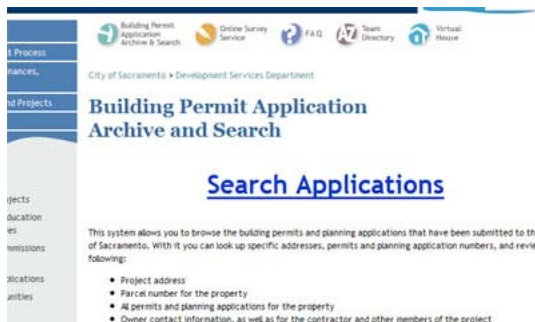 Building Permit
Application
Archive & Search
Online Survey
Service
FAQ
Team
Directory
Virtual
House
t Process
nances,
nd Projects
City of Sacramento ▸ Development Services Department
Building Permit Application
Archive and Search
Search Applications
jects
ducation
es
mmissions
lications
unities
This system allows you to browse the building permits and planning applications that have been submitted to th
of Sacramento. With it you can look up specific addresses, permits and planning application numbers, and revie
following:
• Project address
• Parcel number for the property
• All permits and planning applications for the property
• Owner contact information, as well as for the contractor and other members of the project